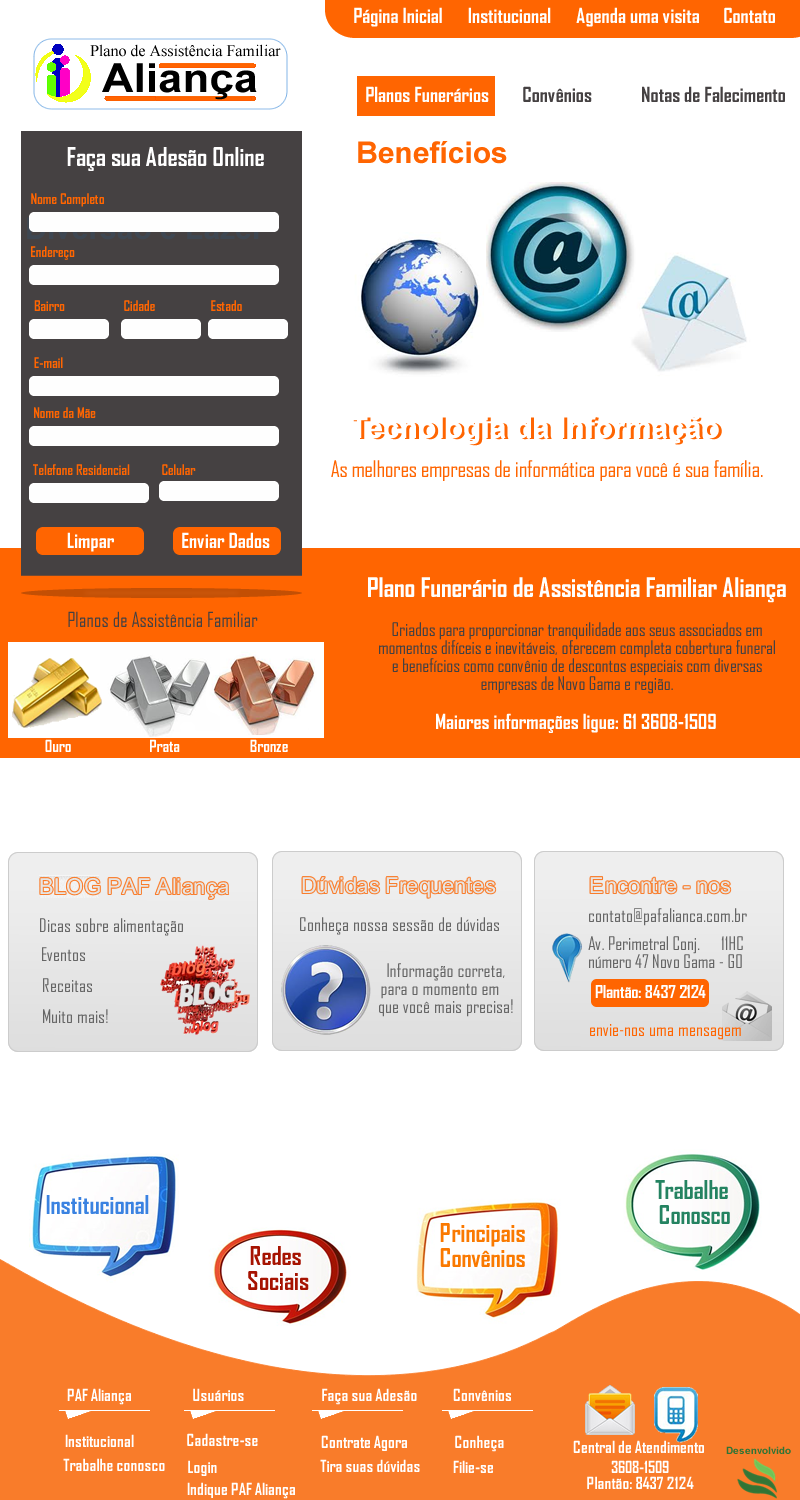 Página Inicial Institucional Agenda uma visita Contato
Plano de Assistência Familiar
Aliança
Planos Funerários Convênios Notas de Falecimento
Faça sua Adesão Online
Nome Completo
Endereço
Bairro Cidade Estado
E-mail
Nome da Mãe
Telefone Residencial Celular
Limpar Enviar Dados
Benefícios
Tecnologia da Informação
As melhores empresas de informática para você é sua família.
Planos de Assistência Familiar
Ouro Prata Bronze
Plano Funerário de Assistência Familiar Aliança
Criados para proporcionar tranquilidade aos seus associados em
momentos difíceis e inevitáveis, oferecem completa cobertura funeral
e benefícios como convênio de descontos especiais com diversas
empresas de Novo Gama e região.
Maiores informações ligue: 61 3608-1509
BLOG PAF Aliança
Dicas sobre alimentação
Eventos
Receitas
Muito mais!
blog
blog
BLOG
blog
Dúvidas Frequentes
Conheça nossa sessão de dúvidas
Informação correta,
para o momento em
que você mais precisa!
Encontre - nos
contato@pafalianca.com.br
Av. Perimetral Conj. 11HC
número 47 Novo Gama - GO
Plantão: 8437 2124
envie-nos uma mensagem
Institucional
Redes
Sociais
Principais
Convênios
Trabalhe
Conosco
PAF Aliança
Institucional
Trabalhe conosco
Usuários
Cadastre-se
Login
Indique PAF Aliança
Faça sua Adesão
Contrate Agora
Tira suas dúvidas
Convênios
Conheça
Filie-se
Central de Atendimento
3608-1509
Plantão: 8437 2124
Desenvolvido